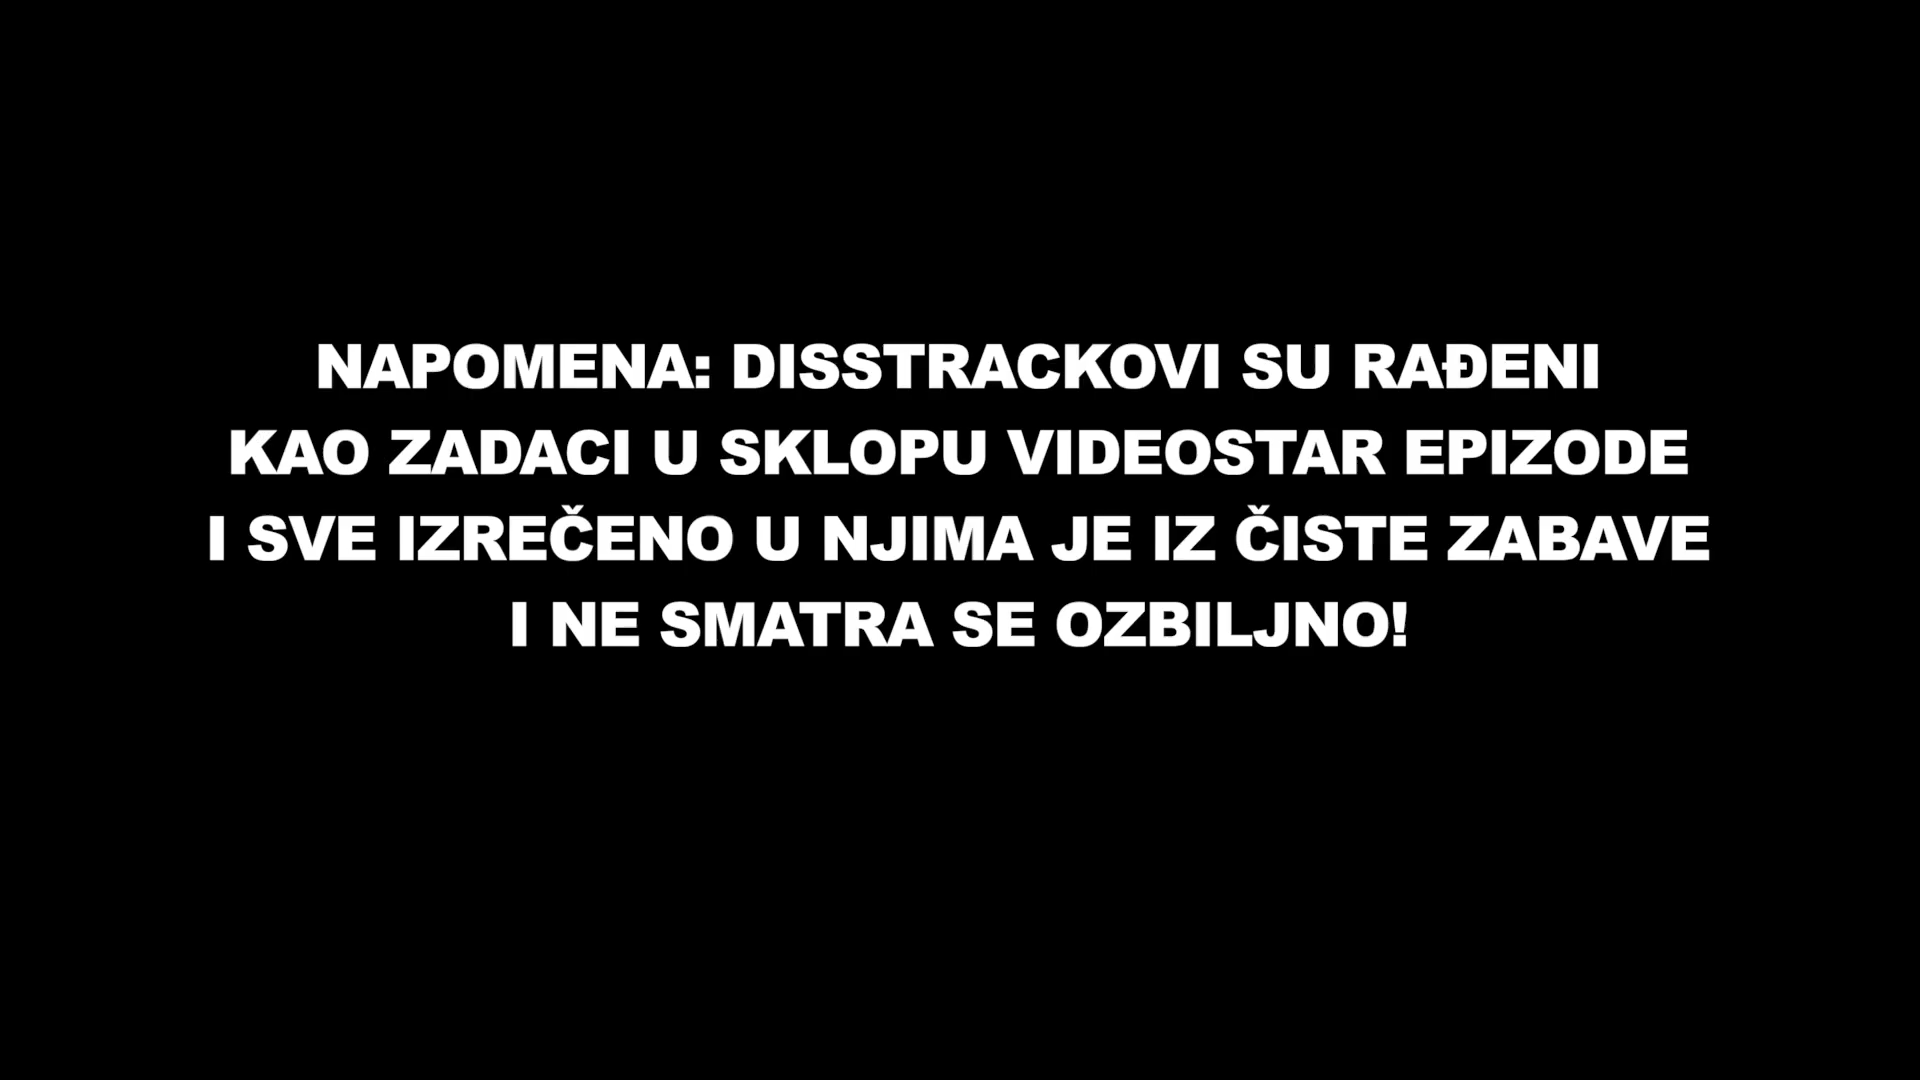 NAPOMENA: DISSTRACKOVI SU RAĐENI
KAO ZADACI U SKLOPU VIDEOSTAR EPIZODE
I SVE IZREČENO U NJIMA JE IZ ČISTE ZABAVE
I NE SMATRA SE OZBILJNO!